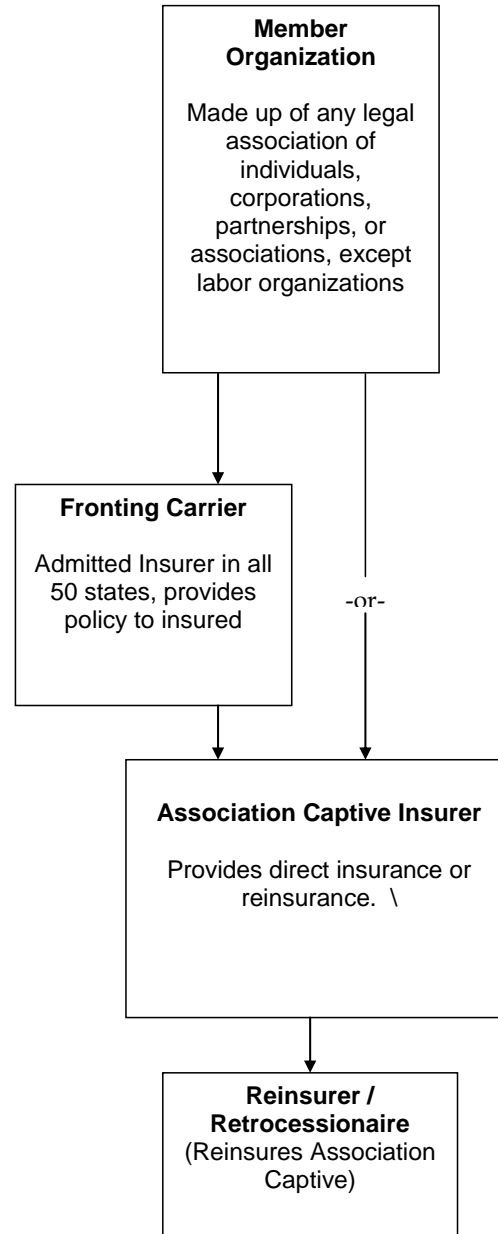 Member
Organization
Made up of any legal
association of
individuals,
corporations,
partnerships, or
associations, except
labor organizations
Fronting Carrier
Admitted Insurer in all
50 states, provides
policy to insured
-or-
Association Captive Insurer
Provides direct insurance or
reinsurance. \
Reinsurer /
Retrocessionaire
(Reinsures Association
Captive)